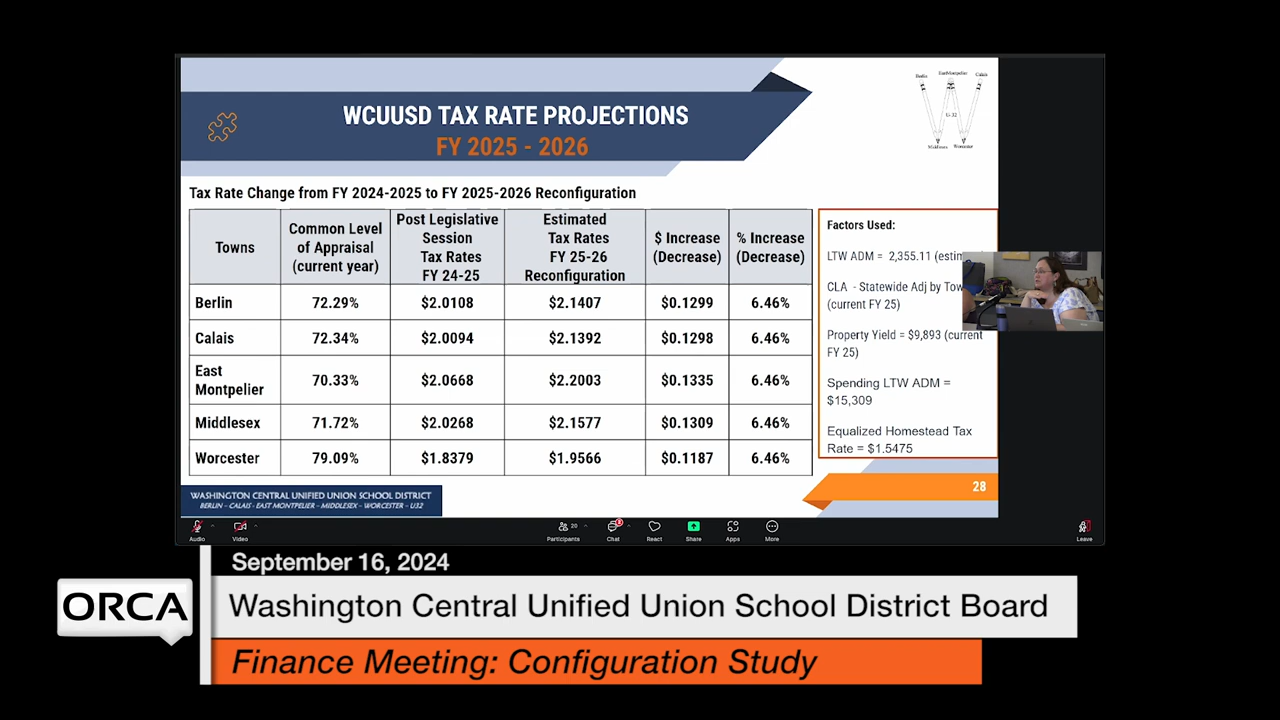 WCUUSD TAX RATE PROJECTIONS
FY 2025 - 2026
Berlin
EastMontpelier
Calais
U-32
Middlesex
Worcester
Tax Rate Change from FY 2024-2025 to FY 2025-2026 Reconfiguration
Towns
Common Level
of Appraisal
(current year)
Post Legislative
Session
Tax Rates
FY 24-25
Estimated
Tax Rates
FY 25-26
Reconfiguration
$ Increase
(Decrease)
% Increase
(Decrease)
Berlin 72.29% $2.0108 $2.1407 $0.1299 6.46%
Calais 72.34% $2.0094 $2.1392 $0.1298 6.46%
East
Montpelier 70.33% $2.0668 $2.2003 $0.1335 6.46%
Middlesex 71.72% $2.0268 $2.1577 $0.1309 6.46%
Worcester 79.09% $1.8379 $1.9566 $0.1187 6.46%
Factors Used:
LTW ADM = 2,355.11 (estim
CLA - Statewide Adj by Tow
(current FY 25)
Property Yield = $9,893 (current
FY 25)
Spending LTW ADM =
$15,309
Equalized Homestead Tax
Rate = $1.5475
28
WASHINGTON CENTRAL UNIFIED UNION SCHOOL DISTRICT
BERLIN – CALAIS - EAST MONTPELIER – MIDDLESEX – WORCESTER – U32
Audio
Video
Participants
20
Chat
React
Share
Apps
More
Leave
September 16, 2024
ORCA
Washington Central Unified Union School District Board
Finance Meeting: Configuration Study